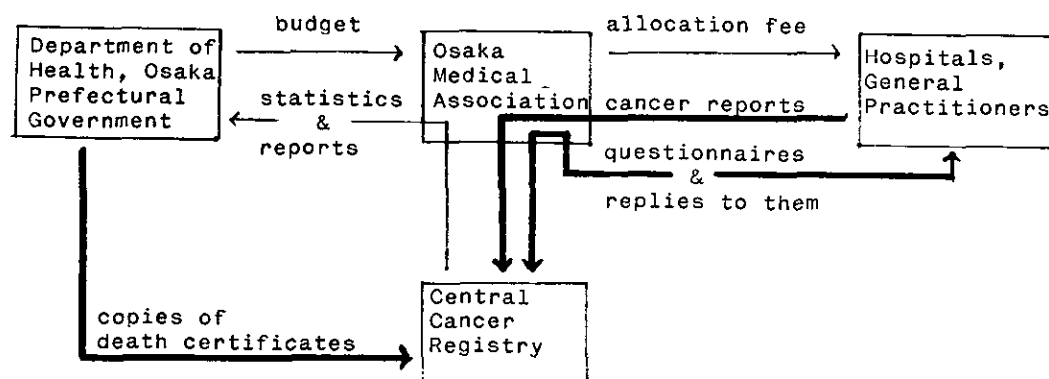 budget
allocation fee
Department of
Health, Osaka
Prefectural
Government
statistics
&
reports
Osaka
Medical
Association
cancer reports
Hospitals,
General
Practitioners
questionnaires
&
replies to them
copies of
death certificates
Central
Cancer
Registry